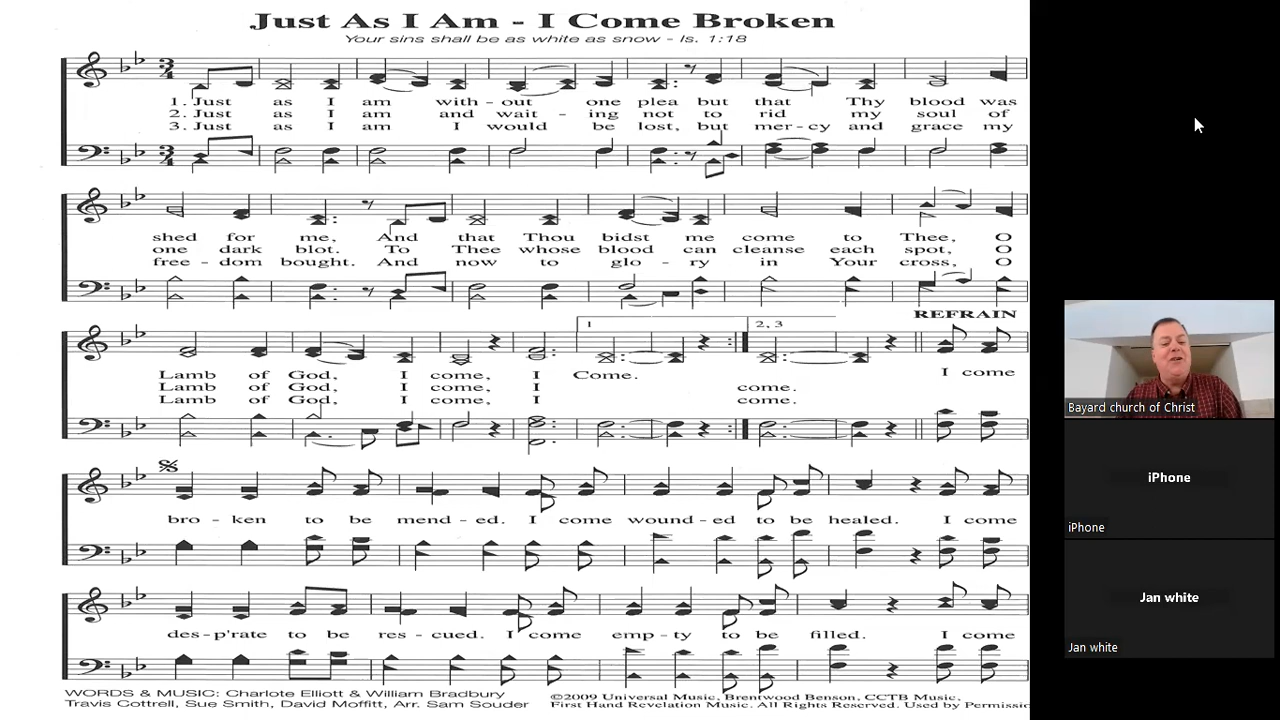 Just As I Am - I Come Broken
Your sins shall be as white as snow - Is. 1:18
1. Just as I am with - out one plea but that Thy blood was
2. Just as I am and wait - ing not to rid my soul of
3. Just as I am I would be lost, but mer - cy and grace my
shed for me, And that Thou bidst me come to Thee, O
one dark blot. To Thee whose blood can cleanse each spot, O
free - dom bought. And now to glo - ry in Your cross, O
REFRAIN
1 2, 3
Lamb of God, I come, I Come. I come
Lamb of God, I come, I come.
Lamb of God, I come, I come.
bro - ken to be mend - ed. I come wound - ed to be healed. I come
des - p'rate to be res - cued. I come emp - ty to be filled. I come
WORDS & MUSIC: Charlote Elliott & William Bradbury
Travis Cottrell, Sue Smith, David Moffitt, Arr. Sam Souder
©2009 Universal Music, Brentwood Benson, CCTB Music.
First Hand Revelation Music. All Rights Reserved. Used by Permissic
Bayard church of Christ
iPhone
iPhone
Jan white
Jan white